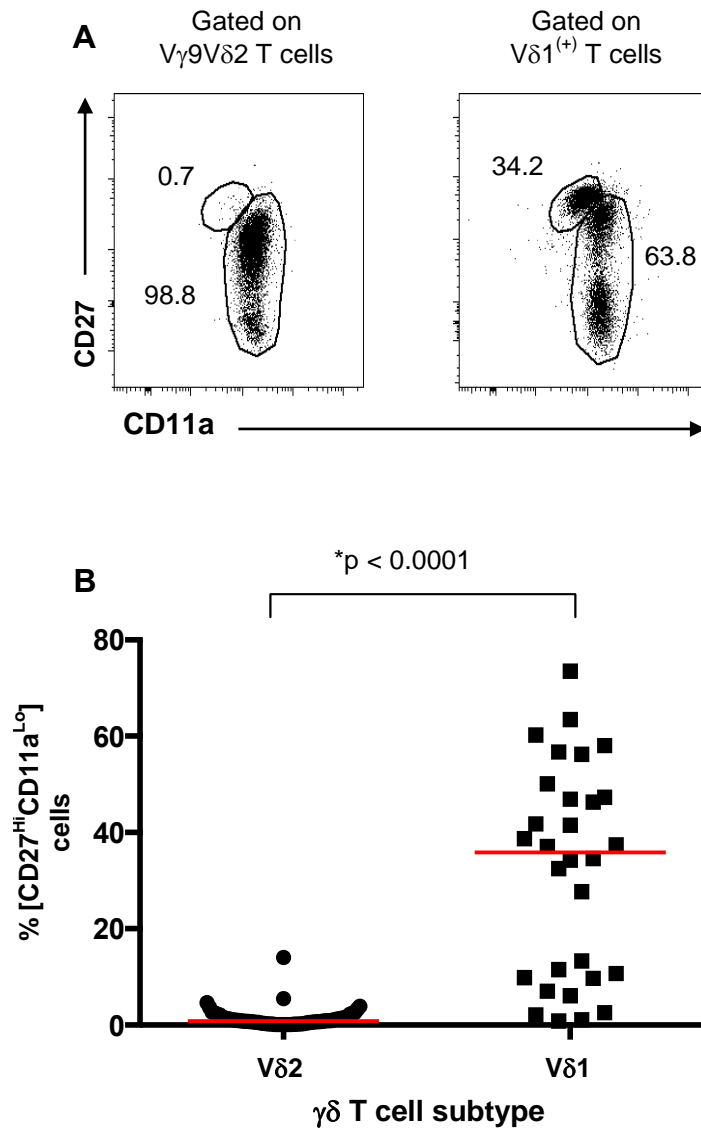 A
Gated on
Vγ9Vδ2 T cells
Gated on
Vδ1(+) T cells
0.7
98.8
34.2
63.8
CD27
CD11a
B
*p < 0.0001
% [CD27HiCD11aLo]
cells
80
60
40
20
0
Vδ2
Vδ1
γδ T cell subtype